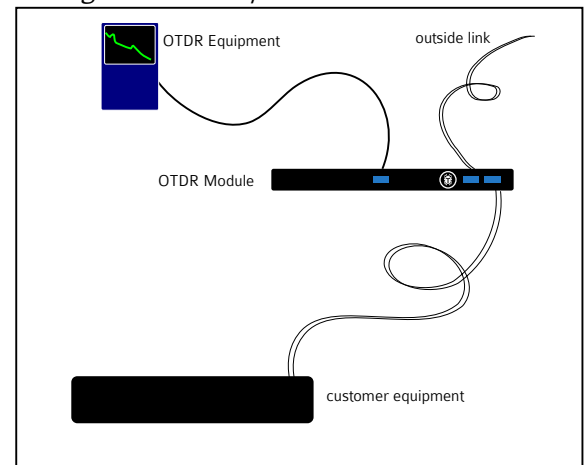 OTDR Equipment
outside link
OTDR Module
customer equipment